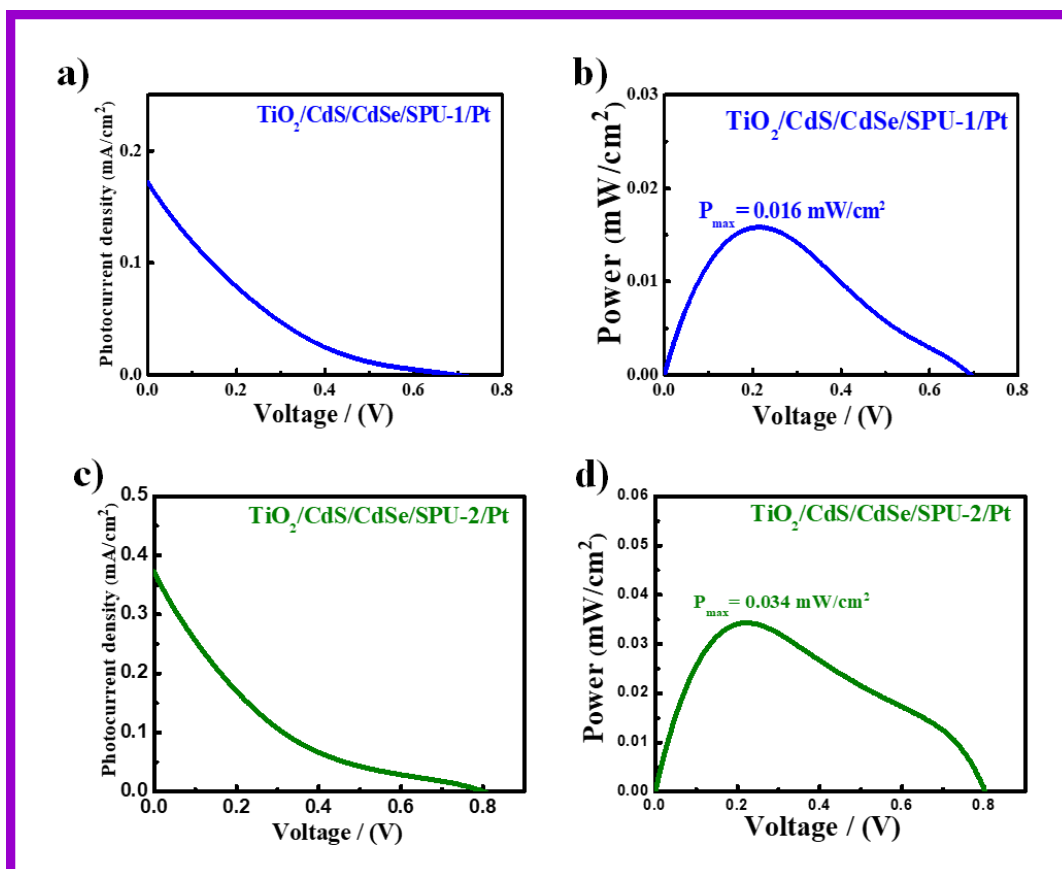 a)
TiO2/CdS/CdSe/SPU-1/Pt
Photocurrent density (mA/cm2)
0.2
0.1
0.0
0.0 0.2 0.4 0.6 0.8
Voltage / (V)
b)
TiO2/CdS/CdSe/SPU-1/Pt
Pmax = 0.016 mW/cm²
Power (mW/cm2)
0.03
0.02
0.01
0.00
0.0 0.2 0.4 0.6 0.8
Voltage / (V)
c)
TiO2/CdS/CdSe/SPU-2/Pt
Photocurrent density (mA/cm2)
0.5
0.4
0.3
0.2
0.1
0.0
0.0 0.2 0.4 0.6 0.8
Voltage / (V)
d)
TiO2/CdS/CdSe/SPU-2/Pt
Pmax = 0.034 mW/cm²
Power (mW/cm2)
0.06
0.05
0.04
0.03
0.02
0.01
0.00
0.0 0.2 0.4 0.6 0.8
Voltage / (V)